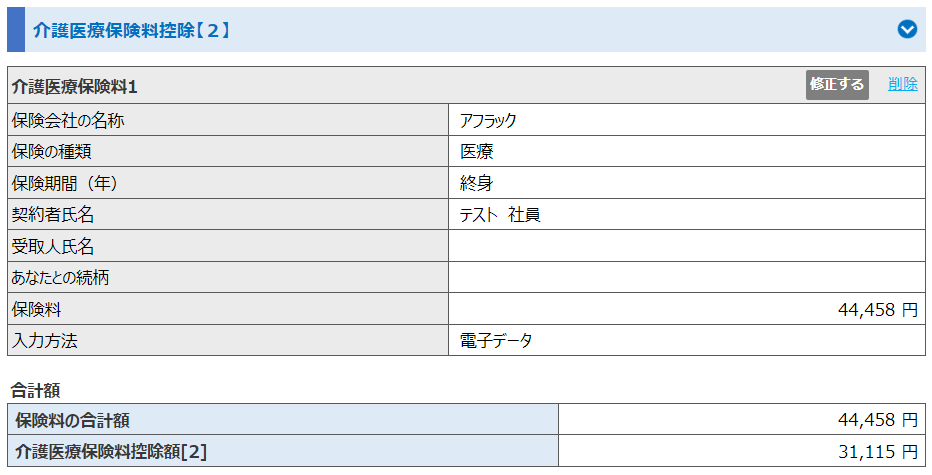 介護医療保険料控除【２】
介護医療保険料1 修正する 削除
保険会社の名称 アフラック
保険の種類 医療
保険期間（年） 終身
契約者氏名 テスト 社員
受取人氏名
あなたとの続柄
保険料 44,458 円
入力方法 電子データ
合計額
保険料の合計額 44,458 円
介護医療保険料控除額[2] 31,115 円